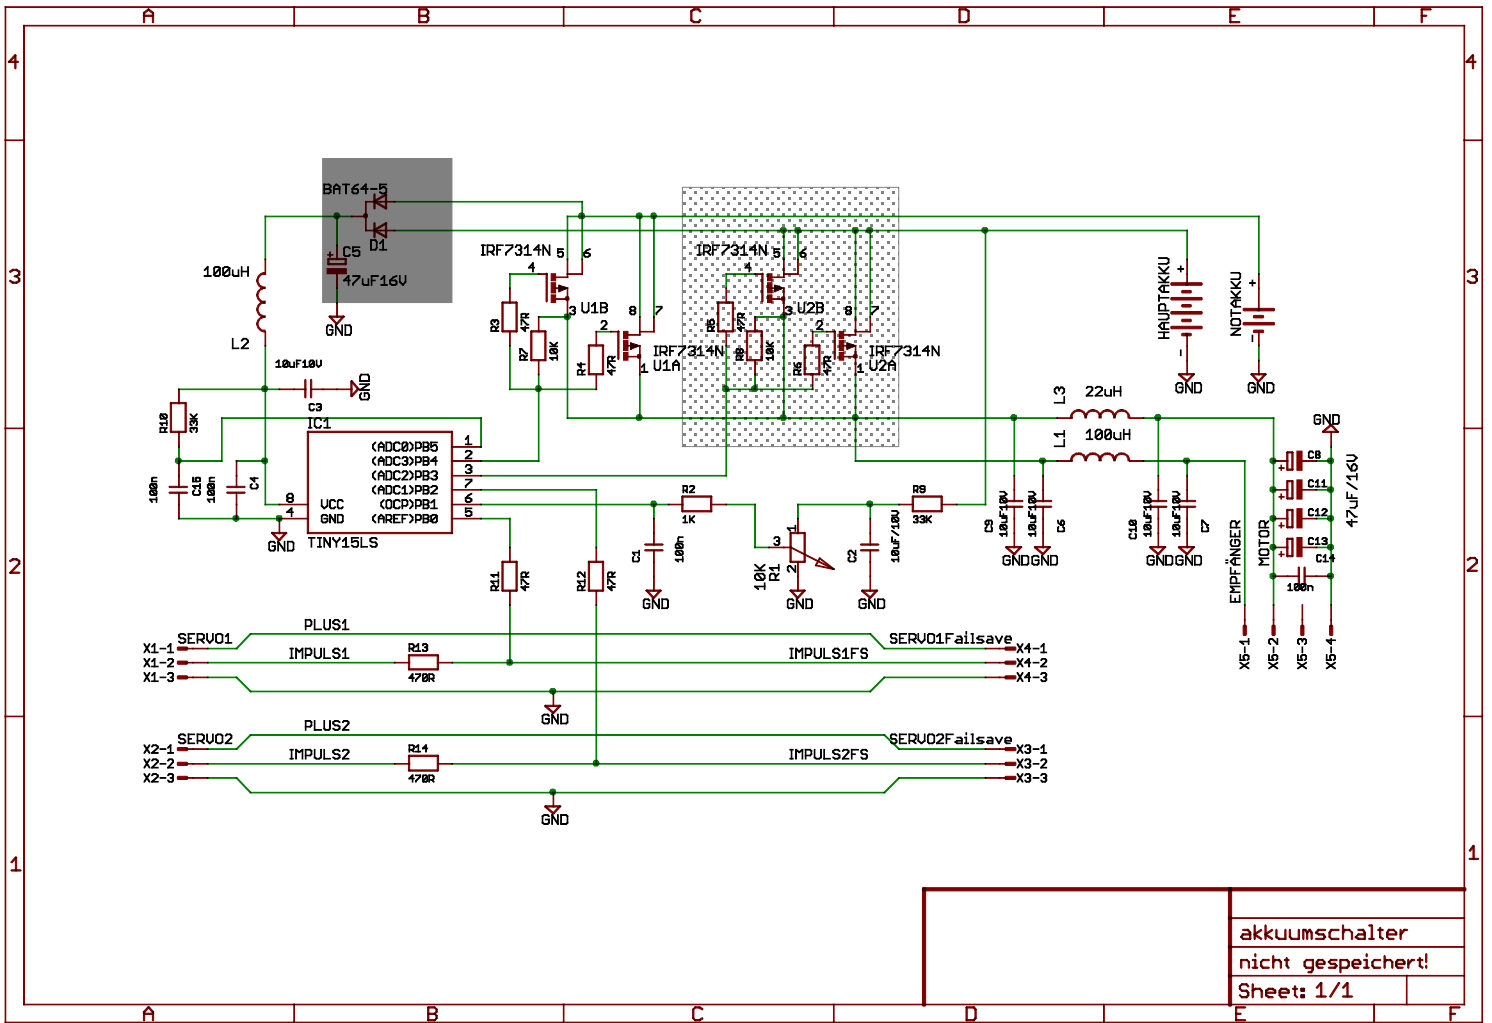 A B C D E F
4 4
BAT64-5
D1
C5
47uF16V
GND
100uH
L2
IRF7314N 5 6
4
3 U1B
R3 47R
R7 10K
8 7
2
R4 47R
IRF7314N
1 U1A
IRF7314N 5 6
4
3 U2B
R5 47R
R8 10K
8 7
2
R6 47R
IRF7314N
1 U2A
HAUPTAKKU + -
GND
NOTAKKU + -
GND
3 3
10uF10V
C3
GND
R10 33K
IC1
(ADC0)PB5 1
(ADC3)PB4 2
(ADC2)PB3 3
(ADC1)PB2 7
(OCP)PB1 6
(AREF)PB0 5
8 VCC
4 GND
TINY15LS
100n C15
100n C4
GND
R2
1K
C1 100n
GND
10K R1
1
3
2
GND
C2 10uF/10V
GND
R9
33K
L3 22uH
L1 100uH
C9 10uF10V
GND
10uF10V C6
GND
C10 10uF10V
GND
10uF10V C7
GND
GND
+ C8
+ C11
+ C12
+ C13
C14
100n
47uF/16V
EMPFÄNGER
MOTOR
X5-1
X5-2
X5-3
X5-4
2 2
R11 47R
R12 47R
SERVO1 PLUS1 SERVO1Failsave
X1-1 X4-1
X1-2 IMPULS1 R13 IMPULS1FS X4-2
X1-3 470R X4-3
GND
SERVO2 PLUS2 SERVO2Failsave
X2-1 X3-1
X2-2 IMPULS2 R14 IMPULS2FS X3-2
X2-3 470R X3-3
GND
1 1
akkuumschalter
nicht gespeichert!
Sheet: 1/1
A B C D E F